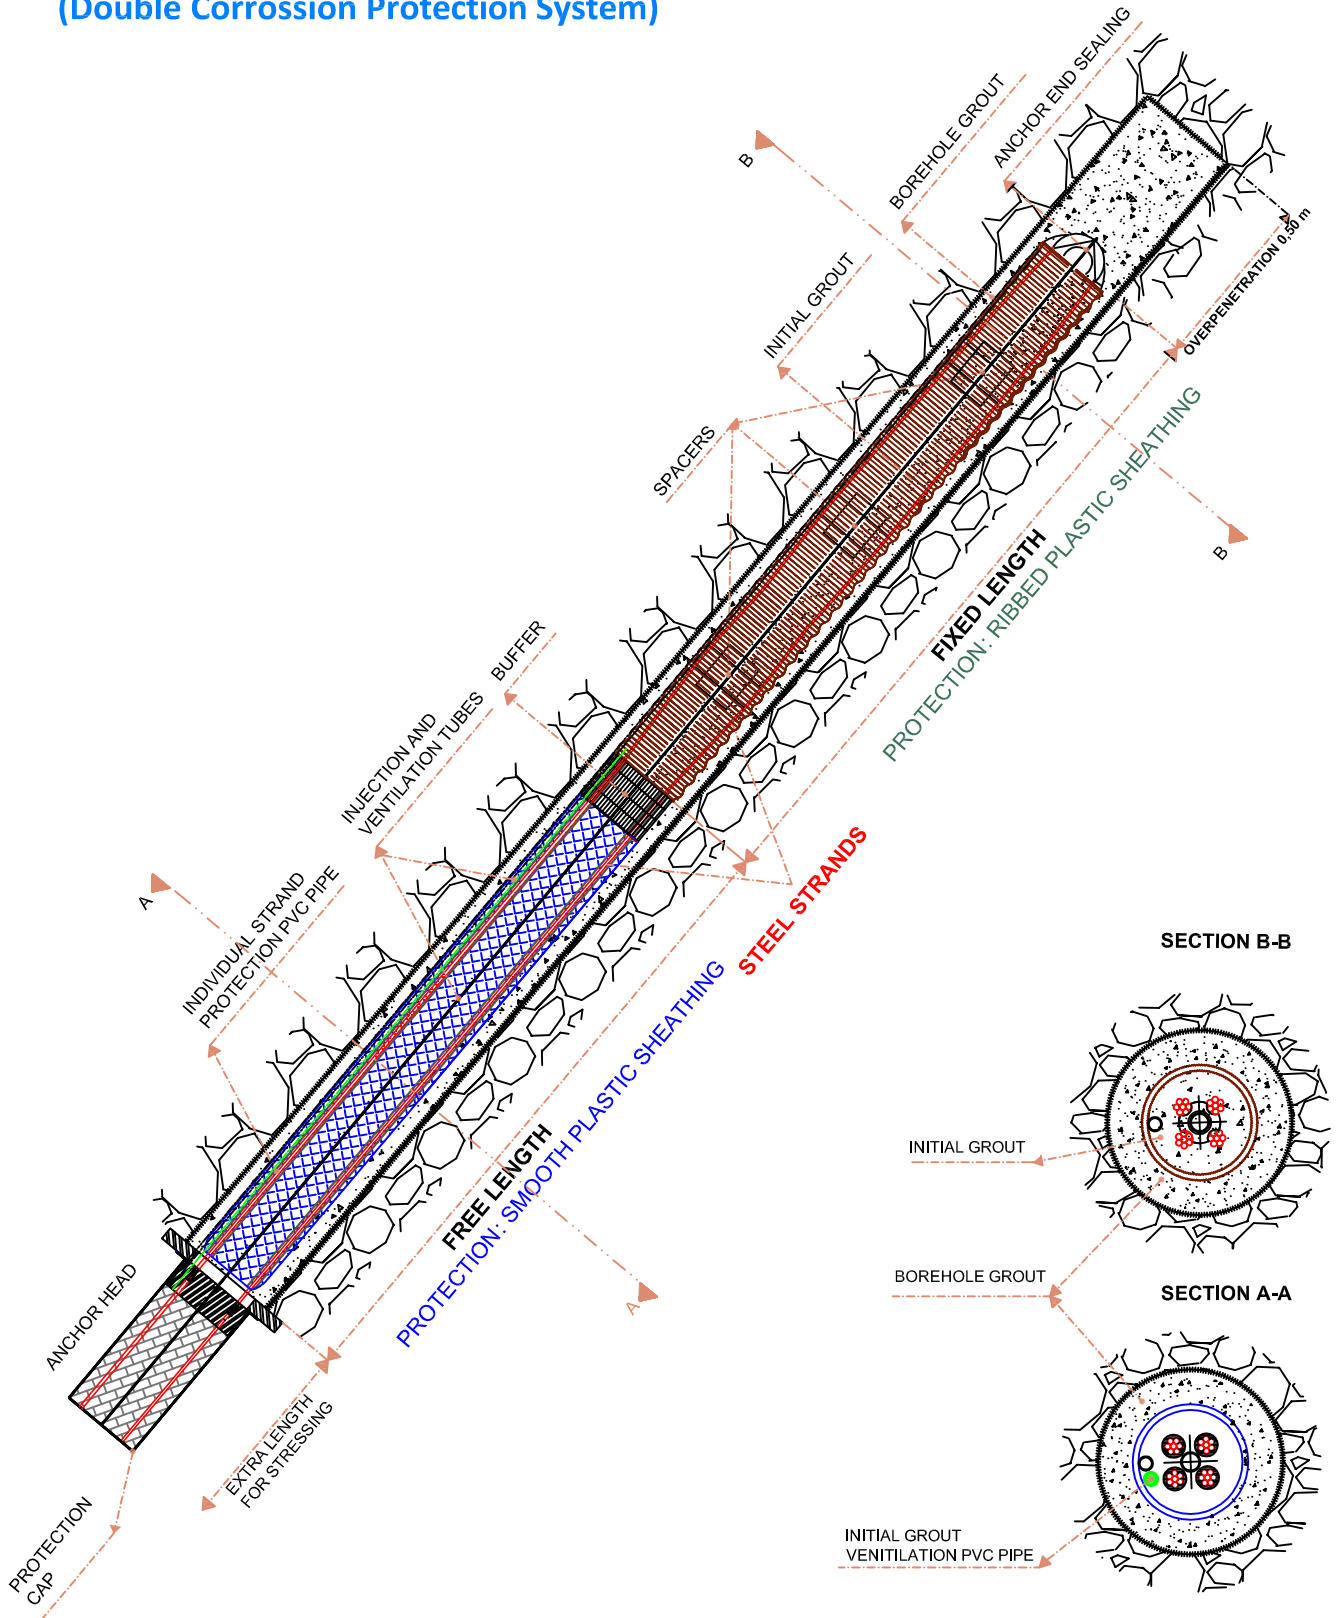 (Double Corrossion Protection System)
ANCHOR END SEALING
BOREHOLE GROUT
B
INITIAL GROUT
OVERPENETRATION 0,50 m
SPACERS
B
FIXED LENGTH
PROTECTION: RIBBED PLASTIC SHEATHING
BUFFER
INJECTION AND
VENTILATION TUBES
STEEL STRANDS
A
INDIVIDUAL STRAND
PROTECTION PVC PIPE
FREE LENGTH
PROTECTION: SMOOTH PLASTIC SHEATHING
A
ANCHOR HEAD
EXTRA LENGTH
FOR STRESSING
PROTECTION
CAP
SECTION B-B
INITIAL GROUT
BOREHOLE GROUT
SECTION A-A
INITIAL GROUT
VENITILATION PVC PIPE